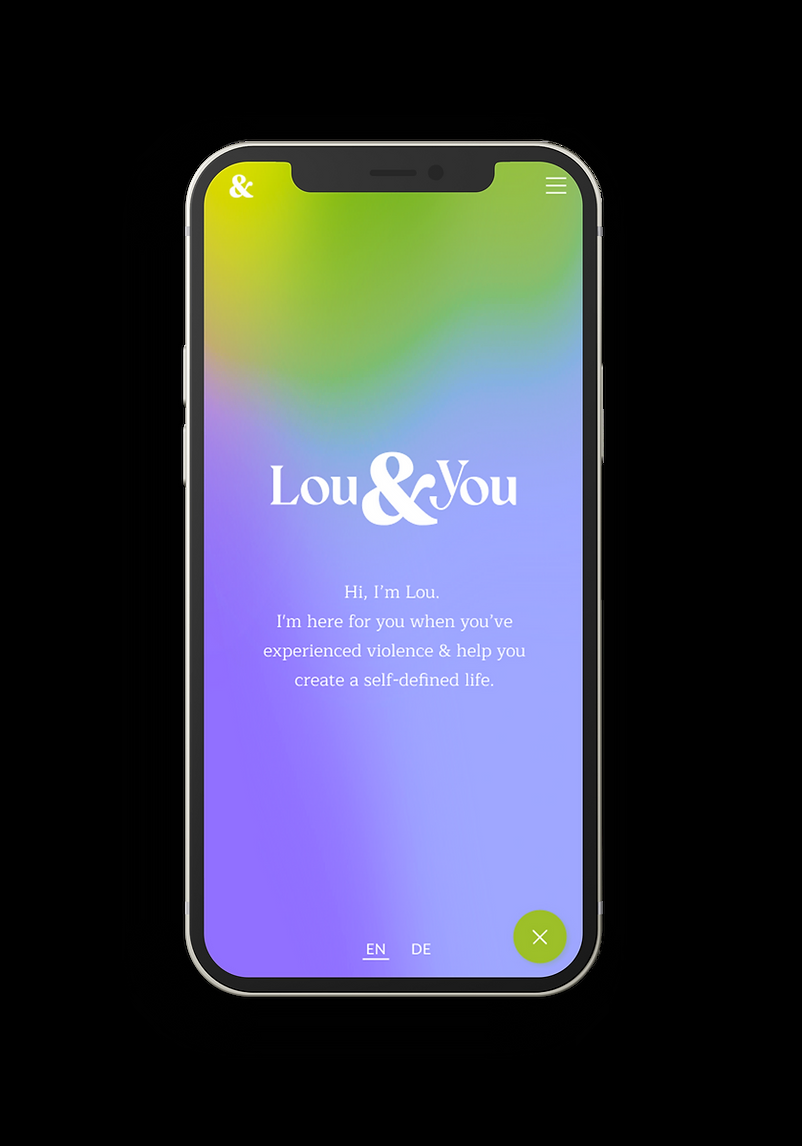 &
Lou&You
Hi, I’m Lou.
I'm here for you when you’ve
experienced violence & help you
create a self-defined life.
EN DE